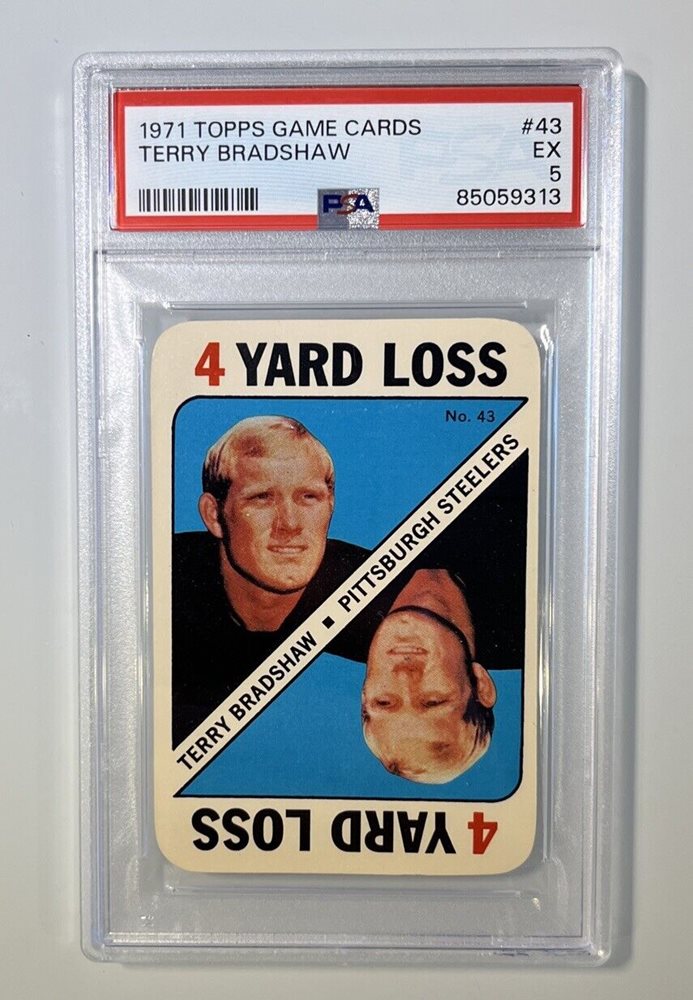 1971 TOPPS GAME CARDS #43
TERRY BRADSHAW EX
5
PSA 85059313
4 YARD LOSS
No. 43
TERRY BRADSHAW ■ PITTSBURGH STEELERS
4 YARD LOSS